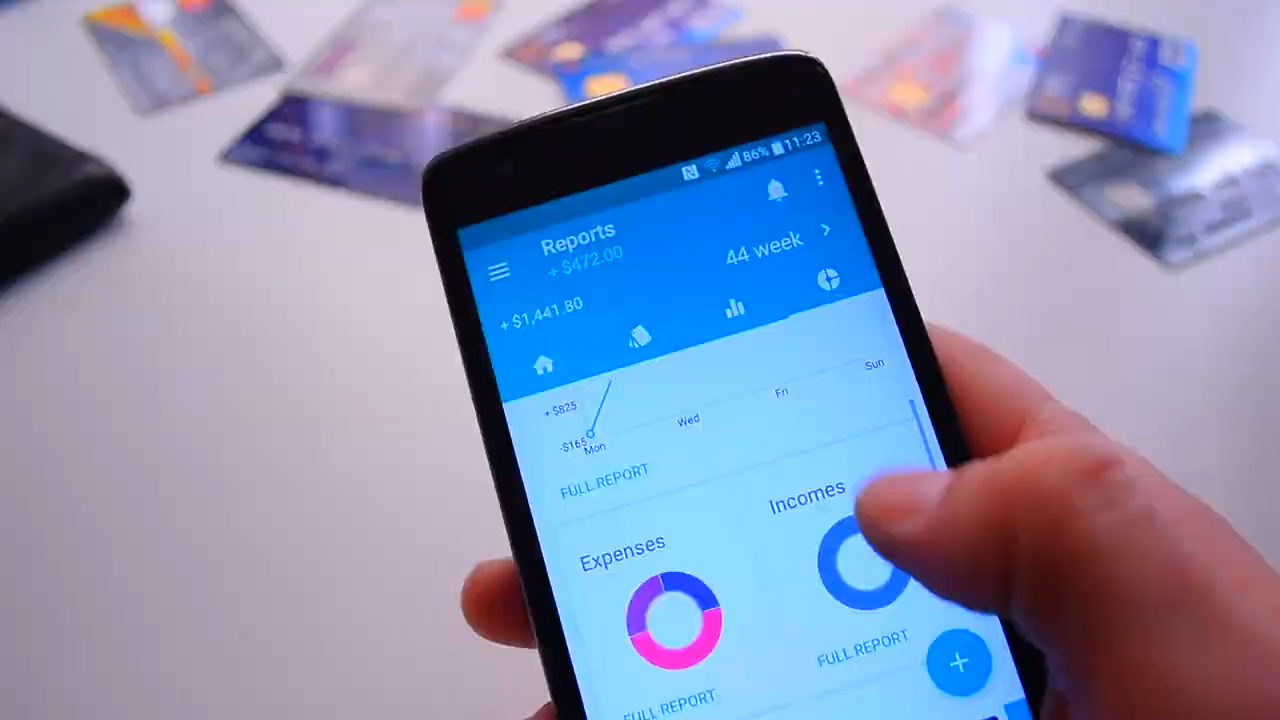 86% 11:23
Reports
+ $472.00
44 week
+ $1,441.80
+ $825
-$165
Mon
Wed
Fri
Sun
FULL REPORT
Expenses
Incomes
FULL REPORT
FULL REPORT